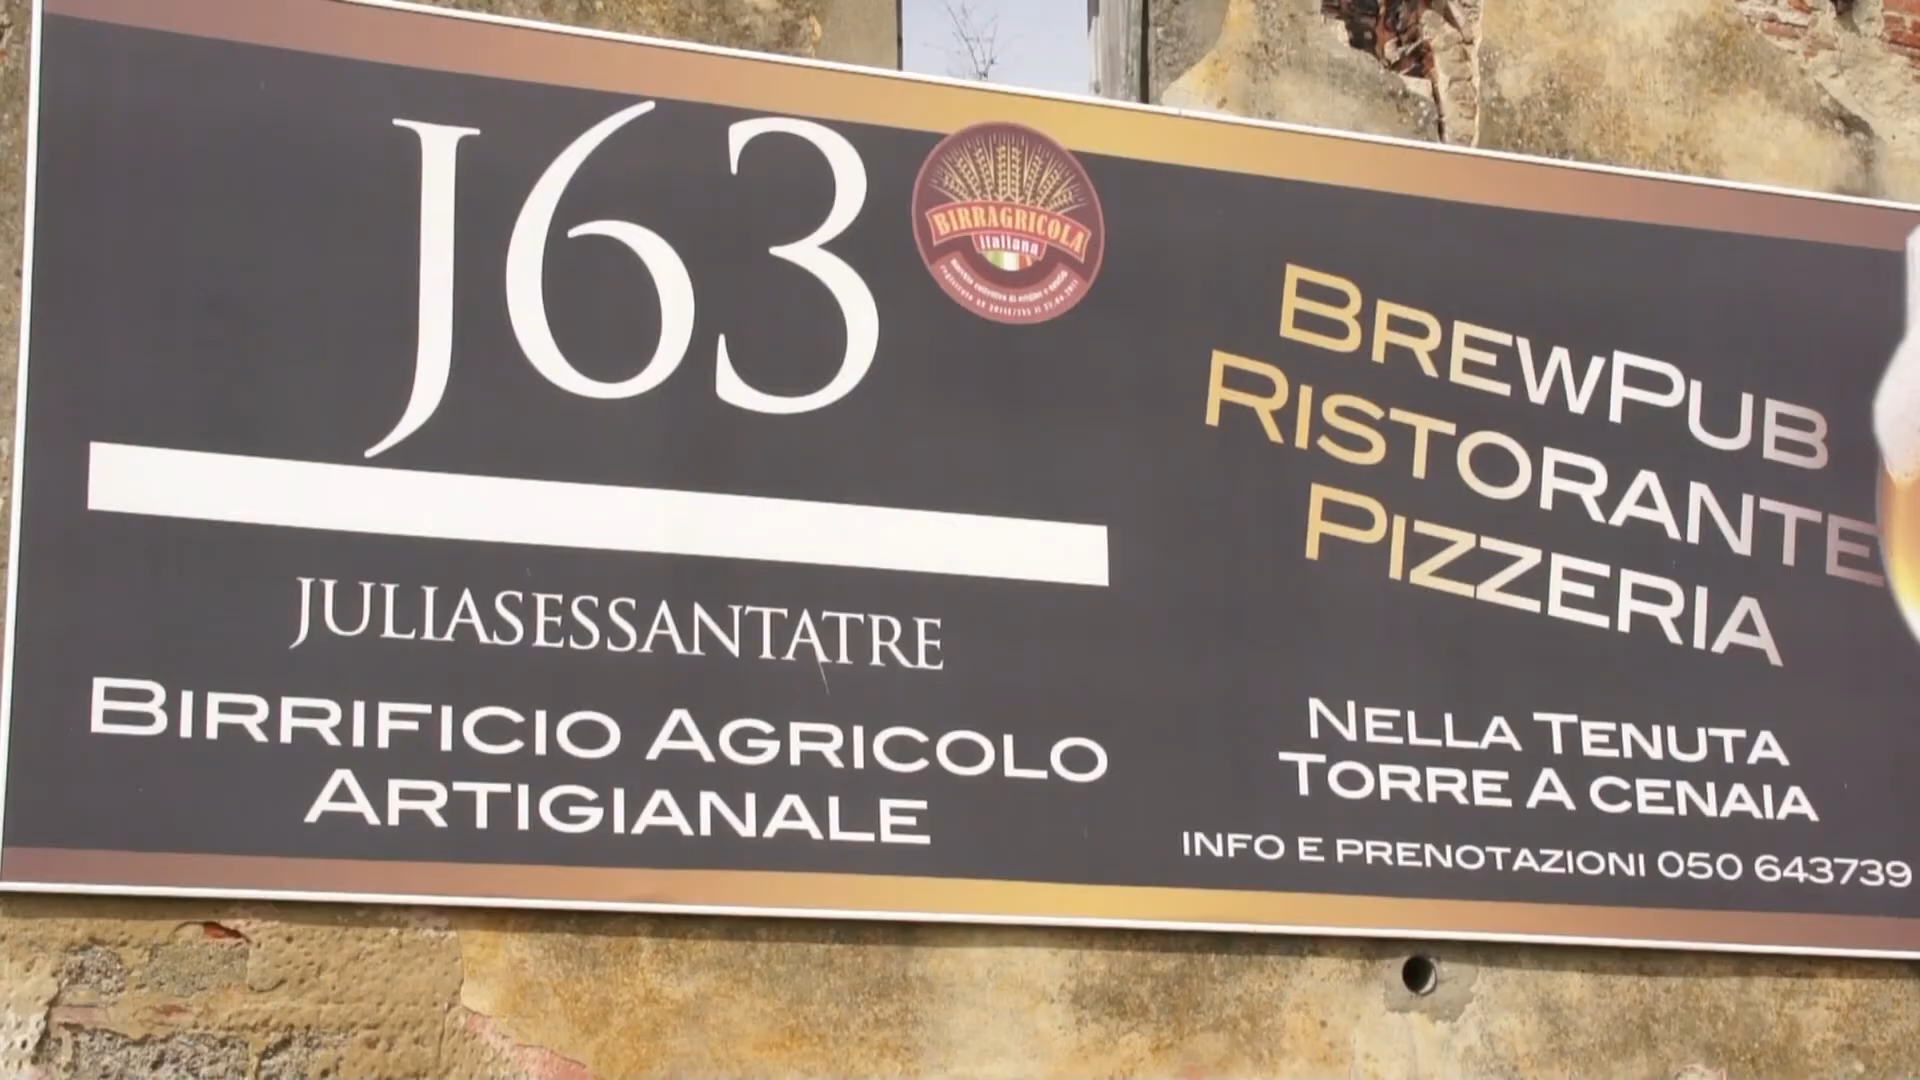 J63
BIRRAGRICOLA
italiana
JULIASESSANTATRE
BIRRIFICIO AGRICOLO
ARTIGIANALE
BREWPUB
RISTORANTE
PIZZERIA
NELLA TENUTA
TORRE A CENAIA
INFO E PRENOTAZIONI 050 643739